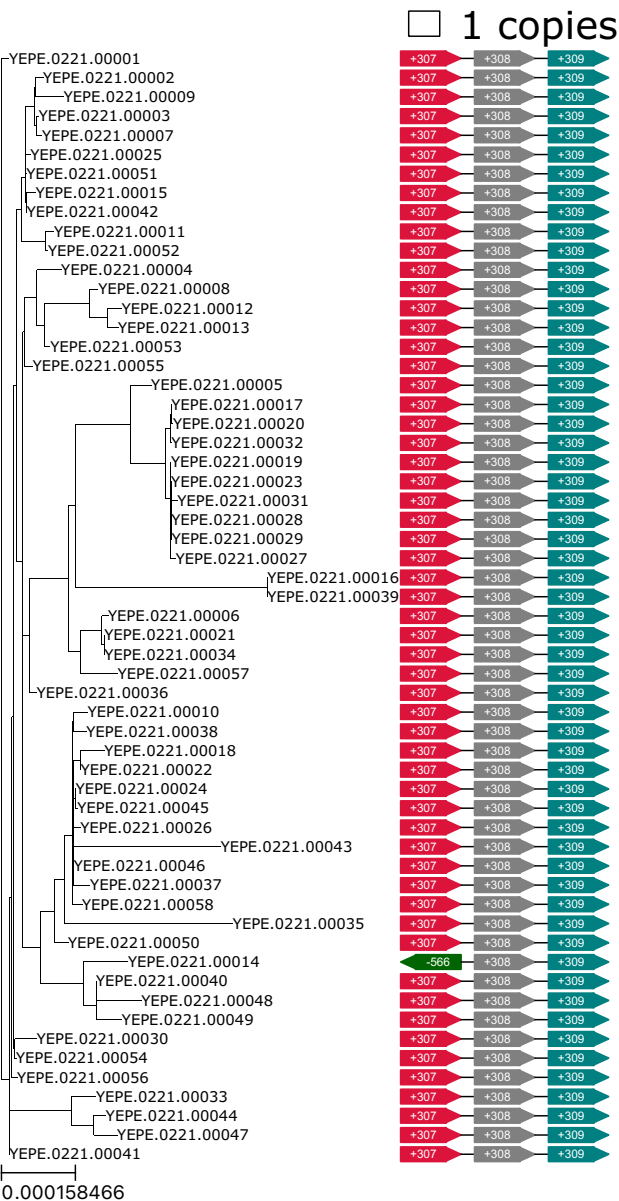 1 copies
YEPE.0221.00001 +307 +308 +309
YEPE.0221.00002 +307 +308 +309
YEPE.0221.00009 +307 +308 +309
YEPE.0221.00003 +307 +308 +309
YEPE.0221.00007 +307 +308 +309
YEPE.0221.00025 +307 +308 +309
YEPE.0221.00051 +307 +308 +309
YEPE.0221.00015 +307 +308 +309
YEPE.0221.00042 +307 +308 +309
YEPE.0221.00011 +307 +308 +309
YEPE.0221.00052 +307 +308 +309
YEPE.0221.00004 +307 +308 +309
YEPE.0221.00008 +307 +308 +309
YEPE.0221.00012 +307 +308 +309
YEPE.0221.00013 +307 +308 +309
YEPE.0221.00053 +307 +308 +309
YEPE.0221.00055 +307 +308 +309
YEPE.0221.00005 +307 +308 +309
YEPE.0221.00017 +307 +308 +309
YEPE.0221.00020 +307 +308 +309
YEPE.0221.00032 +307 +308 +309
YEPE.0221.00019 +307 +308 +309
YEPE.0221.00023 +307 +308 +309
YEPE.0221.00031 +307 +308 +309
YEPE.0221.00028 +307 +308 +309
YEPE.0221.00029 +307 +308 +309
YEPE.0221.00027 +307 +308 +309
YEPE.0221.00016 +307 +308 +309
YEPE.0221.00039 +307 +308 +309
YEPE.0221.00006 +307 +308 +309
YEPE.0221.00021 +307 +308 +309
YEPE.0221.00034 +307 +308 +309
YEPE.0221.00057 +307 +308 +309
YEPE.0221.00036 +307 +308 +309
YEPE.0221.00010 +307 +308 +309
YEPE.0221.00038 +307 +308 +309
YEPE.0221.00018 +307 +308 +309
YEPE.0221.00022 +307 +308 +309
YEPE.0221.00024 +307 +308 +309
YEPE.0221.00045 +307 +308 +309
YEPE.0221.00026 +307 +308 +309
YEPE.0221.00043 +307 +308 +309
YEPE.0221.00046 +307 +308 +309
YEPE.0221.00037 +307 +308 +309
YEPE.0221.00058 +307 +308 +309
YEPE.0221.00035 +307 +308 +309
YEPE.0221.00050 +307 +308 +309
YEPE.0221.00014 -566 +308 +309
YEPE.0221.00040 +307 +308 +309
YEPE.0221.00048 +307 +308 +309
YEPE.0221.00049 +307 +308 +309
YEPE.0221.00030 +307 +308 +309
YEPE.0221.00054 +307 +308 +309
YEPE.0221.00056 +307 +308 +309
YEPE.0221.00033 +307 +308 +309
YEPE.0221.00044 +307 +308 +309
YEPE.0221.00047 +307 +308 +309
YEPE.0221.00041 +307 +308 +309
0.000158466